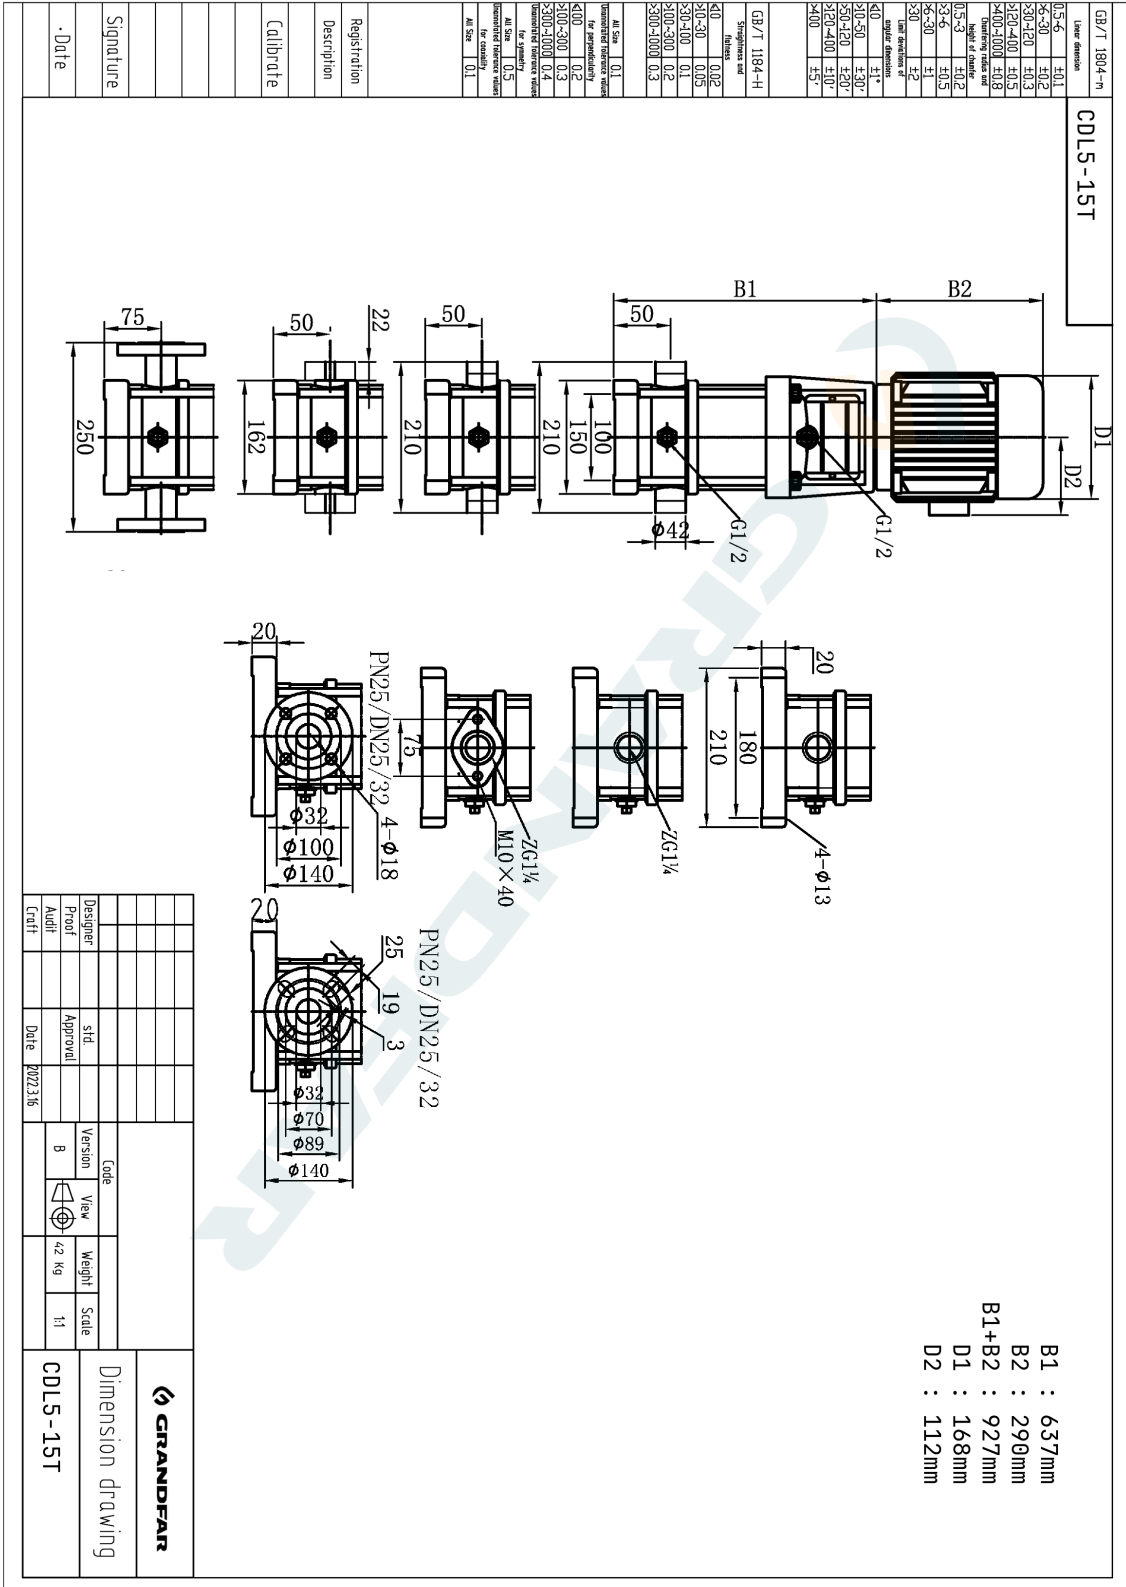 CDL5-15T
GB/T 1804-m
Linear dimension
0.5~6 ±0.1
>6~30 ±0.2
>30~120 ±0.3
>120~400 ±0.5
>400~1000 ±0.8
Chamfering radius and
height of chamfer
0.5~3 ±0.2
>3~6 ±0.5
>6~30 ±1
>30 ±2
Limit deviations of
angular dimensions
≤10 ±1°
>10~50 ±30'
>50~120 ±20'
>120~400 ±10'
>400 ±5'
GB/T 1184-H
Straightness and
flatness
≤10 0.02
>10~30 0.05
>30~100 0.1
>100~300 0.2
>300~1000 0.3
All Size 0.1
Unannotated tolerance values
for perpendicularity
≤100 0.2
>100~300 0.3
>300~1000 0.4
Unannotated tolerance values
for symmetry
All Size 0.5
Unannotated tolerance values
for coaxiality
All Size 0.1
Registration
Description
Calibrate
Signature
Date
B1
B2
D1
D2
50
100
150
210
G1/2
G1/2
ϕ42
50
210
22
50
162
75
250
20
180
210
4-ϕ13
ZG1¼
75
ZG1¼
M10×40
20
PN25/DN25/32
4-ϕ18
ϕ32
ϕ100
ϕ140
20
PN25/DN25/32
25
19
3
ϕ32
ϕ70
ϕ89
ϕ140
B1 : 637mm
B2 : 290mm
B1+B2 : 927mm
D1 : 168mm
D2 : 112mm
GRANDFAR
Designer
Proof
Audit
Craft
std.
Approval
Date 2022.3.16
Code
Version View Weight Scale
B 42 Kg 1:1
GRANDFAR
Dimension drawing
CDL5-15T